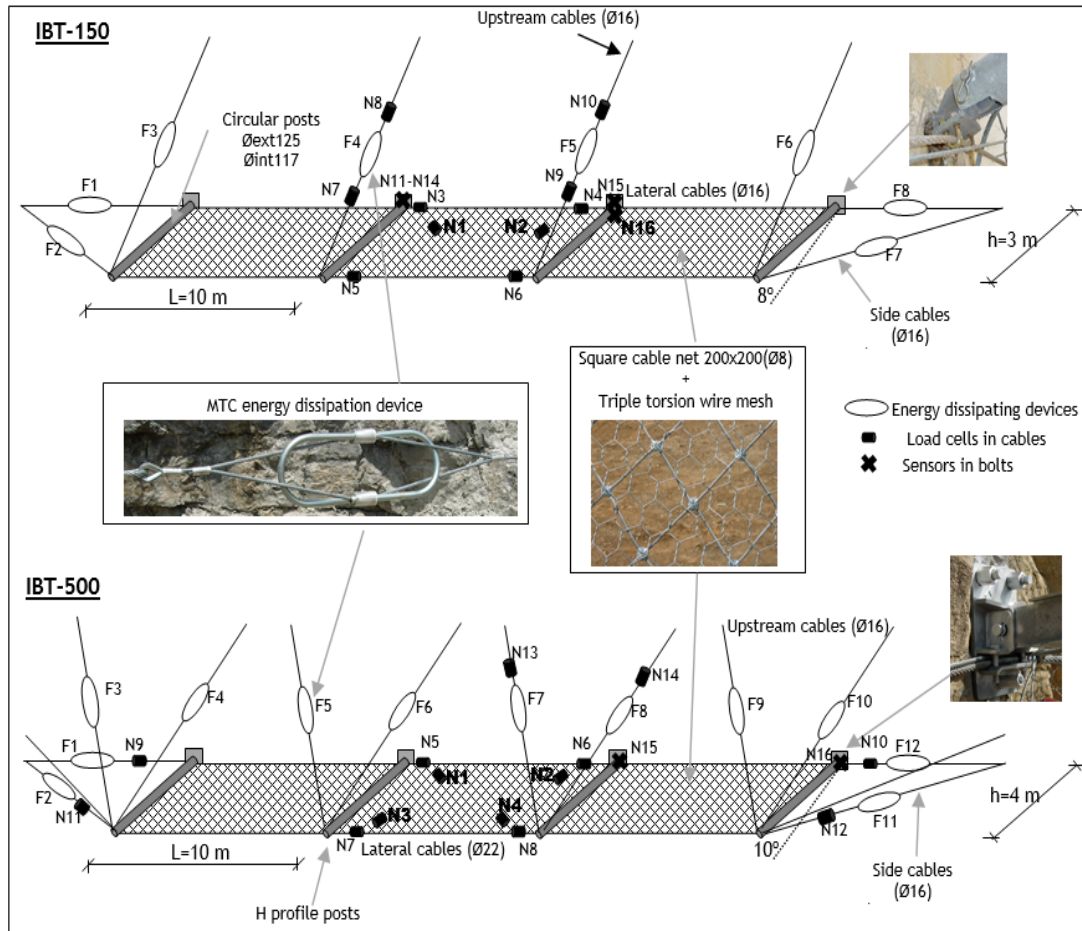 IBT-150
Upstream cables (Ø16)
N8
N10
Circular posts
Øext125
Øint117
F3
F4
F5
F6
N7
N9
F1
N11-N14
N3
N15
N4
Lateral cables (Ø16)
F8
F2
N1
N2
N16
F7
h=3 m
N5
N6
8º
L=10 m
Side cables
(Ø16)
MTC energy dissipation device
Square cable net 200x200(Ø8)
+
Triple torsion wire mesh
Energy dissipating devices
Load cells in cables
Sensors in bolts
IBT-500
Upstream cables (Ø16)
N13
N14
F3
F4
F5
F6
F7
F8
F9
F10
F1
N9
N5
N6
N15
N16
N10
F12
F2
N11
N1
N2
N3
N4
F11
N12
h=4 m
N7
Lateral cables (Ø22)
N8
10º
L=10 m
Side cables
(Ø16)
H profile posts